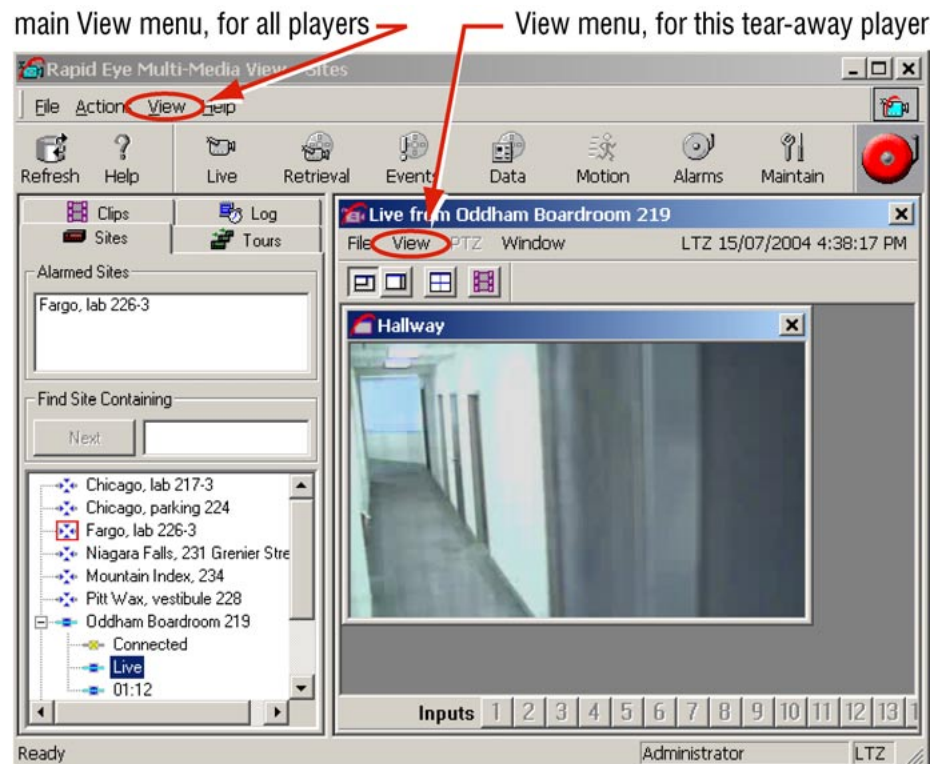 main View menu, for all players
View menu, for this tear-away player
Rapid Eye Multi-Media View - Sites
File Actions View Help
Refresh Help Live Retrieval Events Data Motion Alarms Maintain
Clips Log
Sites Tours
Alarmed Sites
Fargo, lab 226-3
Find Site Containing
Next
Chicago, lab 217-3
Chicago, parking 224
Fargo, lab 226-3
Niagara Falls, 231 Grenier Stre
Mountain Index, 234
Pitt Wax, vestibule 228
Oddham Boardroom 219
Connected
Live
01:12
Live from Oddham Boardroom 219
File View PTZ Window LTZ 15/07/2004 4:38:17 PM
Hallway
Inputs 1 2 3 4 5 6 7 8 9 10 11 12 13 1
Ready Administrator LTZ